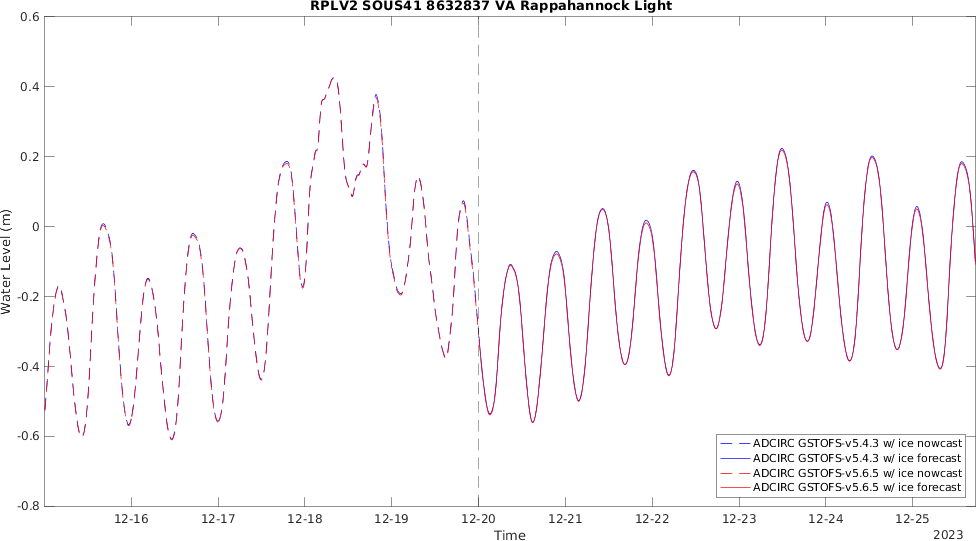 RPLV2 SOUS41 8632837 VA Rappahannock Light
0.6
0.4
0.2
0
-0.2
-0.4
-0.6
-0.8
Water Level (m)
ADCIRC GSTOFS-v5.4.3 w/ ice nowcast
ADCIRC GSTOFS-v5.4.3 w/ ice forecast
ADCIRC GSTOFS-v5.6.5 w/ ice nowcast
ADCIRC GSTOFS-v5.6.5 w/ ice forecast
12-16 12-17 12-18 12-19 12-20 12-21 12-22 12-23 12-24 12-25
Time
2023